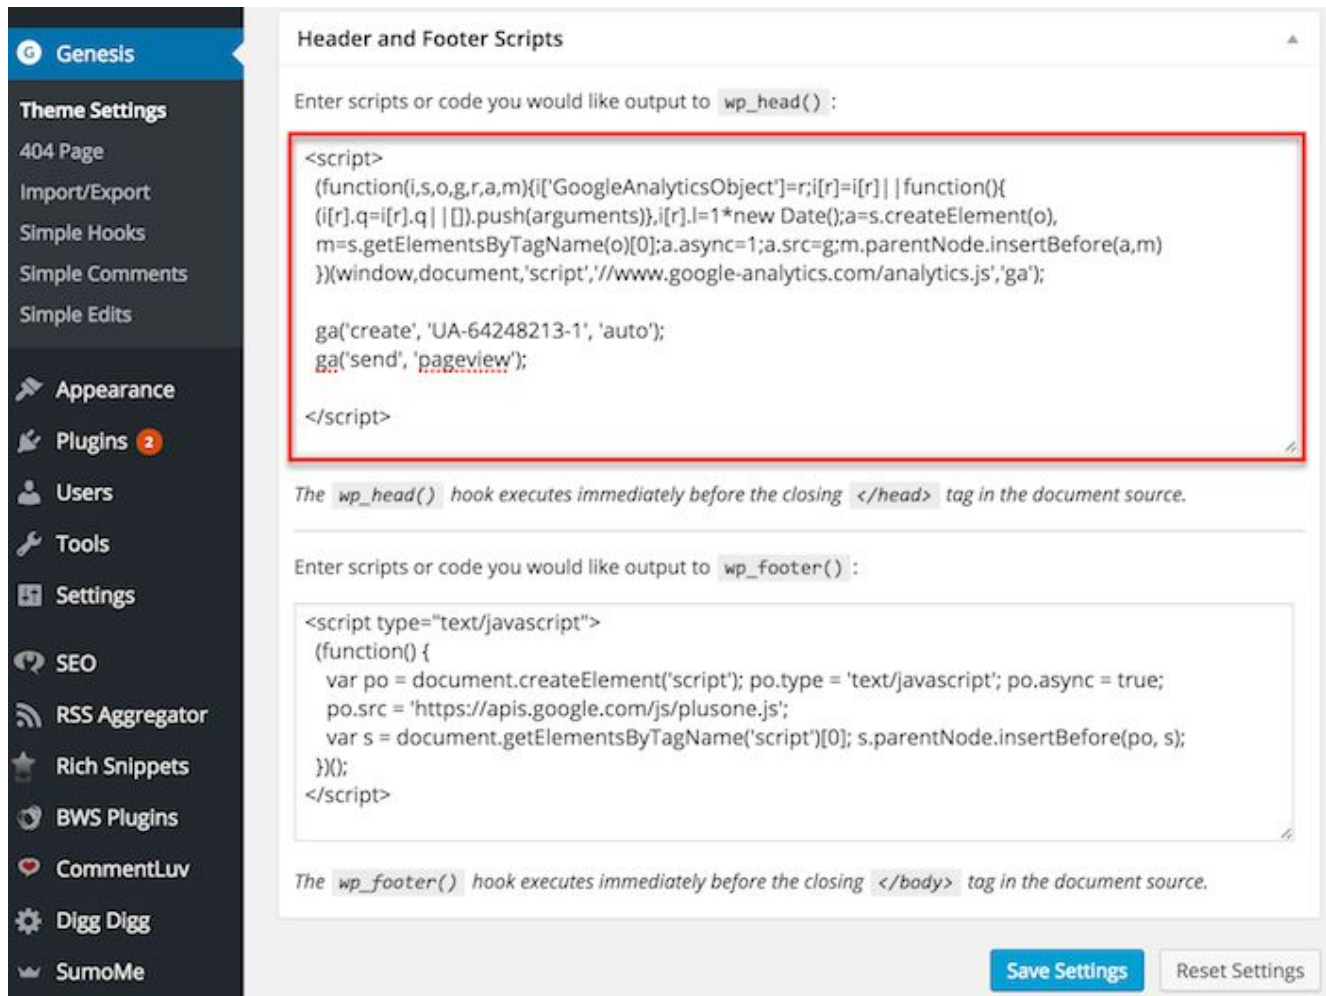 Genesis
Theme Settings
404 Page
Import/Export
Simple Hooks
Simple Comments
Simple Edits
Appearance
Plugins 2
Users
Tools
Settings
SEO
RSS Aggregator
Rich Snippets
BWS Plugins
CommentLuv
Digg Digg
SumoMe
Header and Footer Scripts
Enter scripts or code you would like output to wp_head() :
<script>
(function(i,s,o,g,r,a,m){i['GoogleAnalyticsObject']=r;i[r]=i[r]||function(){
(i[r].q=i[r].q||[]).push(arguments)},i[r].l=1*new Date();a=s.createElement(o),
m=s.getElementsByTagName(o)[0];a.async=1;a.src=g;m.parentNode.insertBefore(a,m)
})(window,document,'script','//www.google-analytics.com/analytics.js','ga');
ga('create', 'UA-64248213-1', 'auto');
ga('send', 'pageview');
</script>
The wp_head() hook executes immediately before the closing </head> tag in the document source.
Enter scripts or code you would like output to wp_footer() :
<script type="text/javascript">
(function() {
var po = document.createElement('script'); po.type = 'text/javascript'; po.async = true;
po.src = 'https://apis.google.com/js/plusone.js';
var s = document.getElementsByTagName('script')[0]; s.parentNode.insertBefore(po, s);
})();
</script>
The wp_footer() hook executes immediately before the closing </body> tag in the document source.
Save Settings
Reset Settings